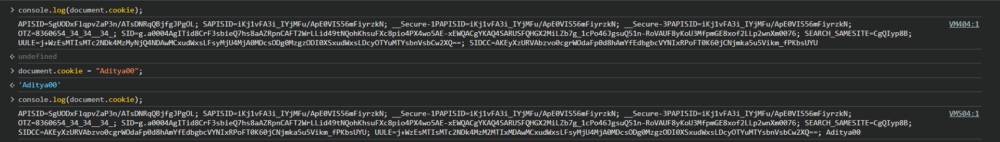 console.log(document.cookie);
APISID=SgUODxFlqpvZaP3n/ATsDNRqQBjfgJPgOL; SAPISID=iKj1vFA3i_IYjMFu/ApE0VIS56mFiyrzkN; __Secure-1PAPISID=iKj1vFA3i_IYjMFu/ApE0VIS56mFiyrzkN; __Secure-3PAPISID=iKj1vFA3i_IYjMFu/ApE0VIS56mFiyrzkN; VM404:1
OTZ=8360654_34_34__34_; SID=g.a0004AgITid8CrF3sbieQ7hs8aAZRpnCAFT2WrLLid49tNQohKhsuFXc8pio4PX4wo5AE-xEWQACgYKAQ4SARUSFQHGX2MiLZb7g_1cPo46JgsuQ51n-RoVAUF8yKoU3MfpmGE8xof2LLp2wnXm0076; SEARCH_SAMESITE=CgQIyp8B;
UULE=j+WzEsMTIsMTc2NDk4MzMyNjQ4NDAwMCxudWxsLFsyMjU4MjA0MDcsODg0MzgzODI0XSxudWxsLDcyOTYuMTYsbnVsbCw2XQ==; SIDCC=AKEyXzURVAbzvo0cgrWOdaFp0d8hAmYfEdbgbcVYNIxRPoFT0K60jCNjmka5u5Vikm_fPKbsUYU
undefined
document.cookie = "Aditya00";
'Aditya00'
console.log(document.cookie);
APISID=SgUODxFlqpvZaP3n/ATsDNRqQBjfgJPgOL; SAPISID=iKj1vFA3i_IYjMFu/ApE0VIS56mFiyrzkN; __Secure-1PAPISID=iKj1vFA3i_IYjMFu/ApE0VIS56mFiyrzkN; __Secure-3PAPISID=iKj1vFA3i_IYjMFu/ApE0VIS56mFiyrzkN; VM504:1
OTZ=8360654_34_34__34_; SID=g.a0004AgITid8CrF3sbieQ7hs8aAZRpnCAFT2WrLLid49tNQohKhsuFXc8pio4PX4wo5AE-xEWQACgYKAQ4SARUSFQHGX2MiLZb7g_1cPo46JgsuQ51n-RoVAUF8yKoU3MfpmGE8xof2LLp2wnXm0076; SEARCH_SAMESITE=CgQIyp8B;
SIDCC=AKEyXzURVAbzvo0cgrWOdaFp0d8hAmYfEdbgbcVYNIxRPoFT0K60jCNjmka5u5Vikm_fPKbsUYU; UULE=j+WzEsMTIsMTc2NDk4MzM2MTIxMDAwMCxudWxsLFsyMjU4MjA0MDcsODg0MzgzODI0XSxudWxsLDcyOTYuMTYsbnVsbCw2XQ==; Aditya00